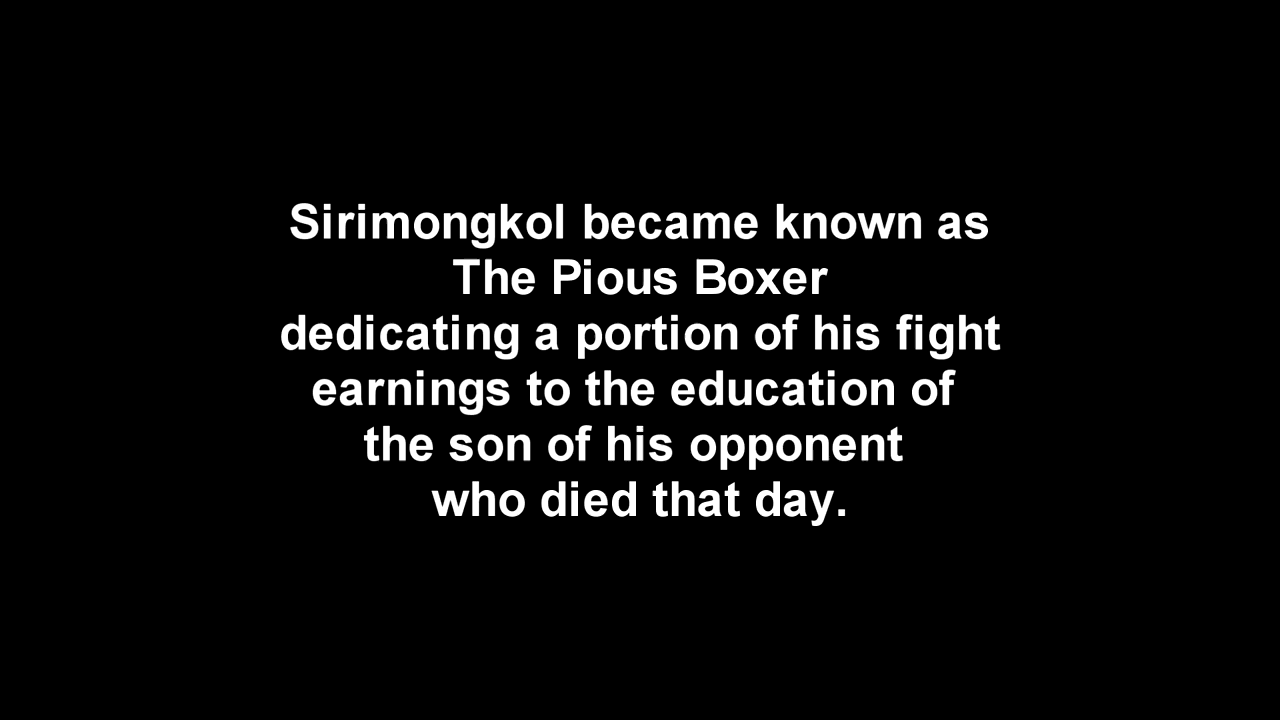 Sirimongkol became known as
The Pious Boxer
dedicating a portion of his fight
earnings to the education of
the son of his opponent
who died that day.